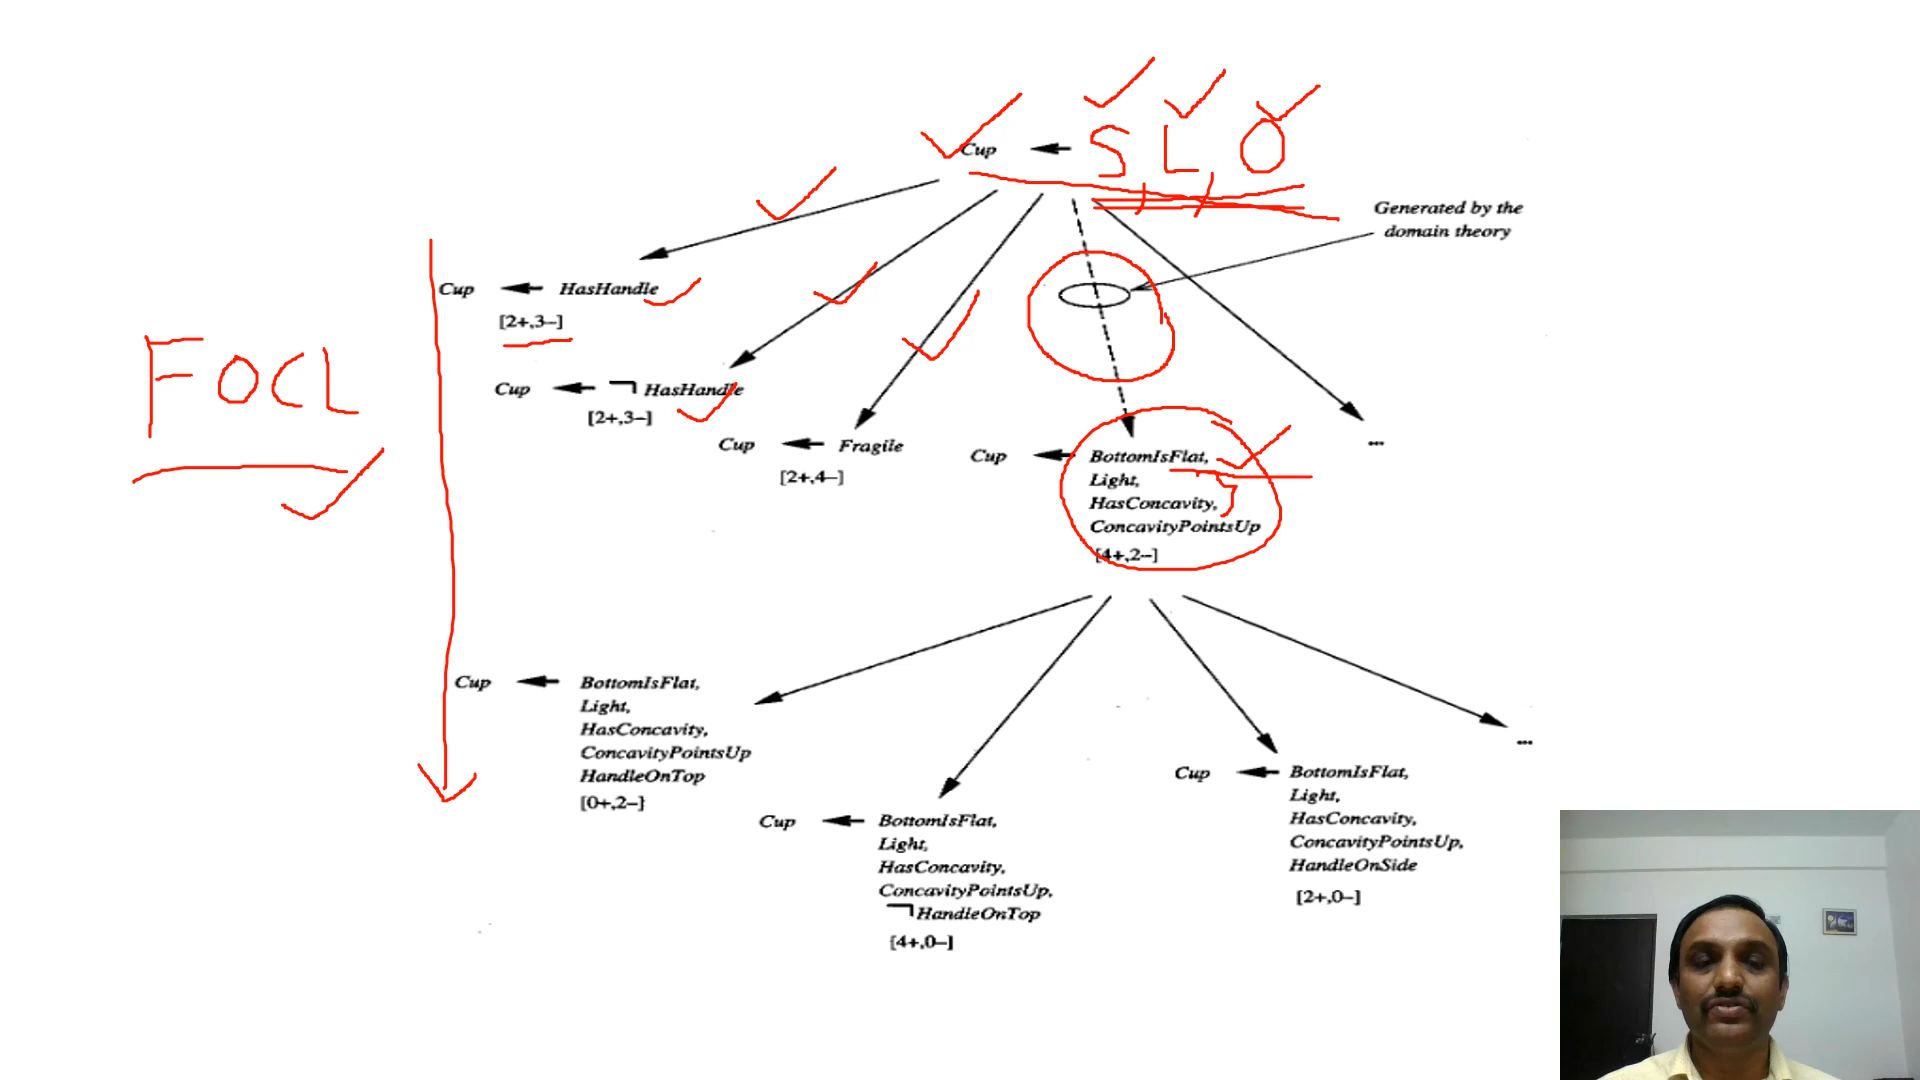 Cup ← S, L, O
Generated by the
domain theory
Cup ← HasHandle
[2+,3–]
FOCL
Cup ← ¬ HasHandle
[2+,3–]
Cup ← Fragile
[2+,4–]
Cup ← BottomIsFlat,
Light,
HasConcavity,
ConcavityPointsUp
[4+,2–]
...
Cup ← BottomIsFlat,
Light,
HasConcavity,
ConcavityPointsUp
HandleOnTop
[0+,2–]
Cup ← BottomIsFlat,
Light,
HasConcavity,
ConcavityPointsUp,
¬HandleOnTop
[4+,0–]
Cup ← BottomIsFlat,
Light,
HasConcavity,
ConcavityPointsUp,
HandleOnSide
[2+,0–]
...